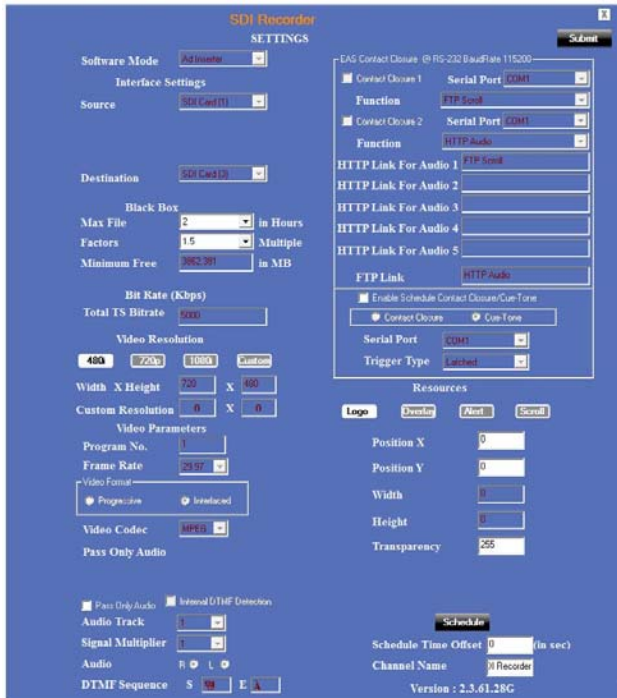 SDI Recorder
X
SETTINGS
Submit
Software Mode Ad Inserter
Interface Settings
Source SDI Card (1)
Destination SDI Card (3)
Black Box
Max File 2 in Hours
Factors 1.5 Multiple
Minimum Free 3862.381 in MB
Bit Rate (Kbps)
Total TS Bitrate 5000
Video Resolution
480i 720p 1080i Custom
Width X Height 720 X 480
Custom Resolution 0 X 0
Video Parameters
Program No. 1
Frame Rate 29.97
Video Format
Progressive Interlaced
Video Codec MPEG
Pass Only Audio
Pass Only Audio Internal DTMF Detection
Audio Track 1
Signal Multiplier 1
Audio R L
DTMF Sequence S E
EAS Contact Closure @ RS-232 BaudRate 115200
Contact Closure 1 Serial Port COM1
Function FTP Scroll
Contact Closure 2 Serial Port COM1
Function HTTP Audio
HTTP Link For Audio 1 FTP Scroll
HTTP Link For Audio 2
HTTP Link For Audio 3
HTTP Link For Audio 4
HTTP Link For Audio 5
FTP Link HTTP Audio
Enable Schedule Contact Closure/Cue-Tone
Contact Closure Cue-Tone
Serial Port COM1
Trigger Type Latched
Resources
Logo Overlay Alert Scroll
Position X 0
Position Y 0
Width 0
Height 0
Transparency 255
Schedule
Schedule Time Offset 0 (in sec)
Channel Name DI Recorder
Version : 2.3.61.28G